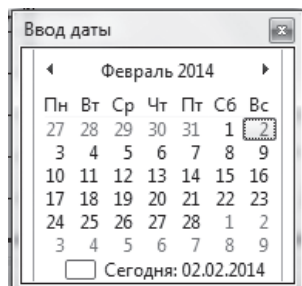 Ввод даты
Февраль 2014
Пн Вт Ср Чт Пт Сб Вс
27 28 29 30 31 1 2
3 4 5 6 7 8 9
10 11 12 13 14 15 16
17 18 19 20 21 22 23
24 25 26 27 28 1 2
3 4 5 6 7 8 9
Сегодня: 02.02.2014